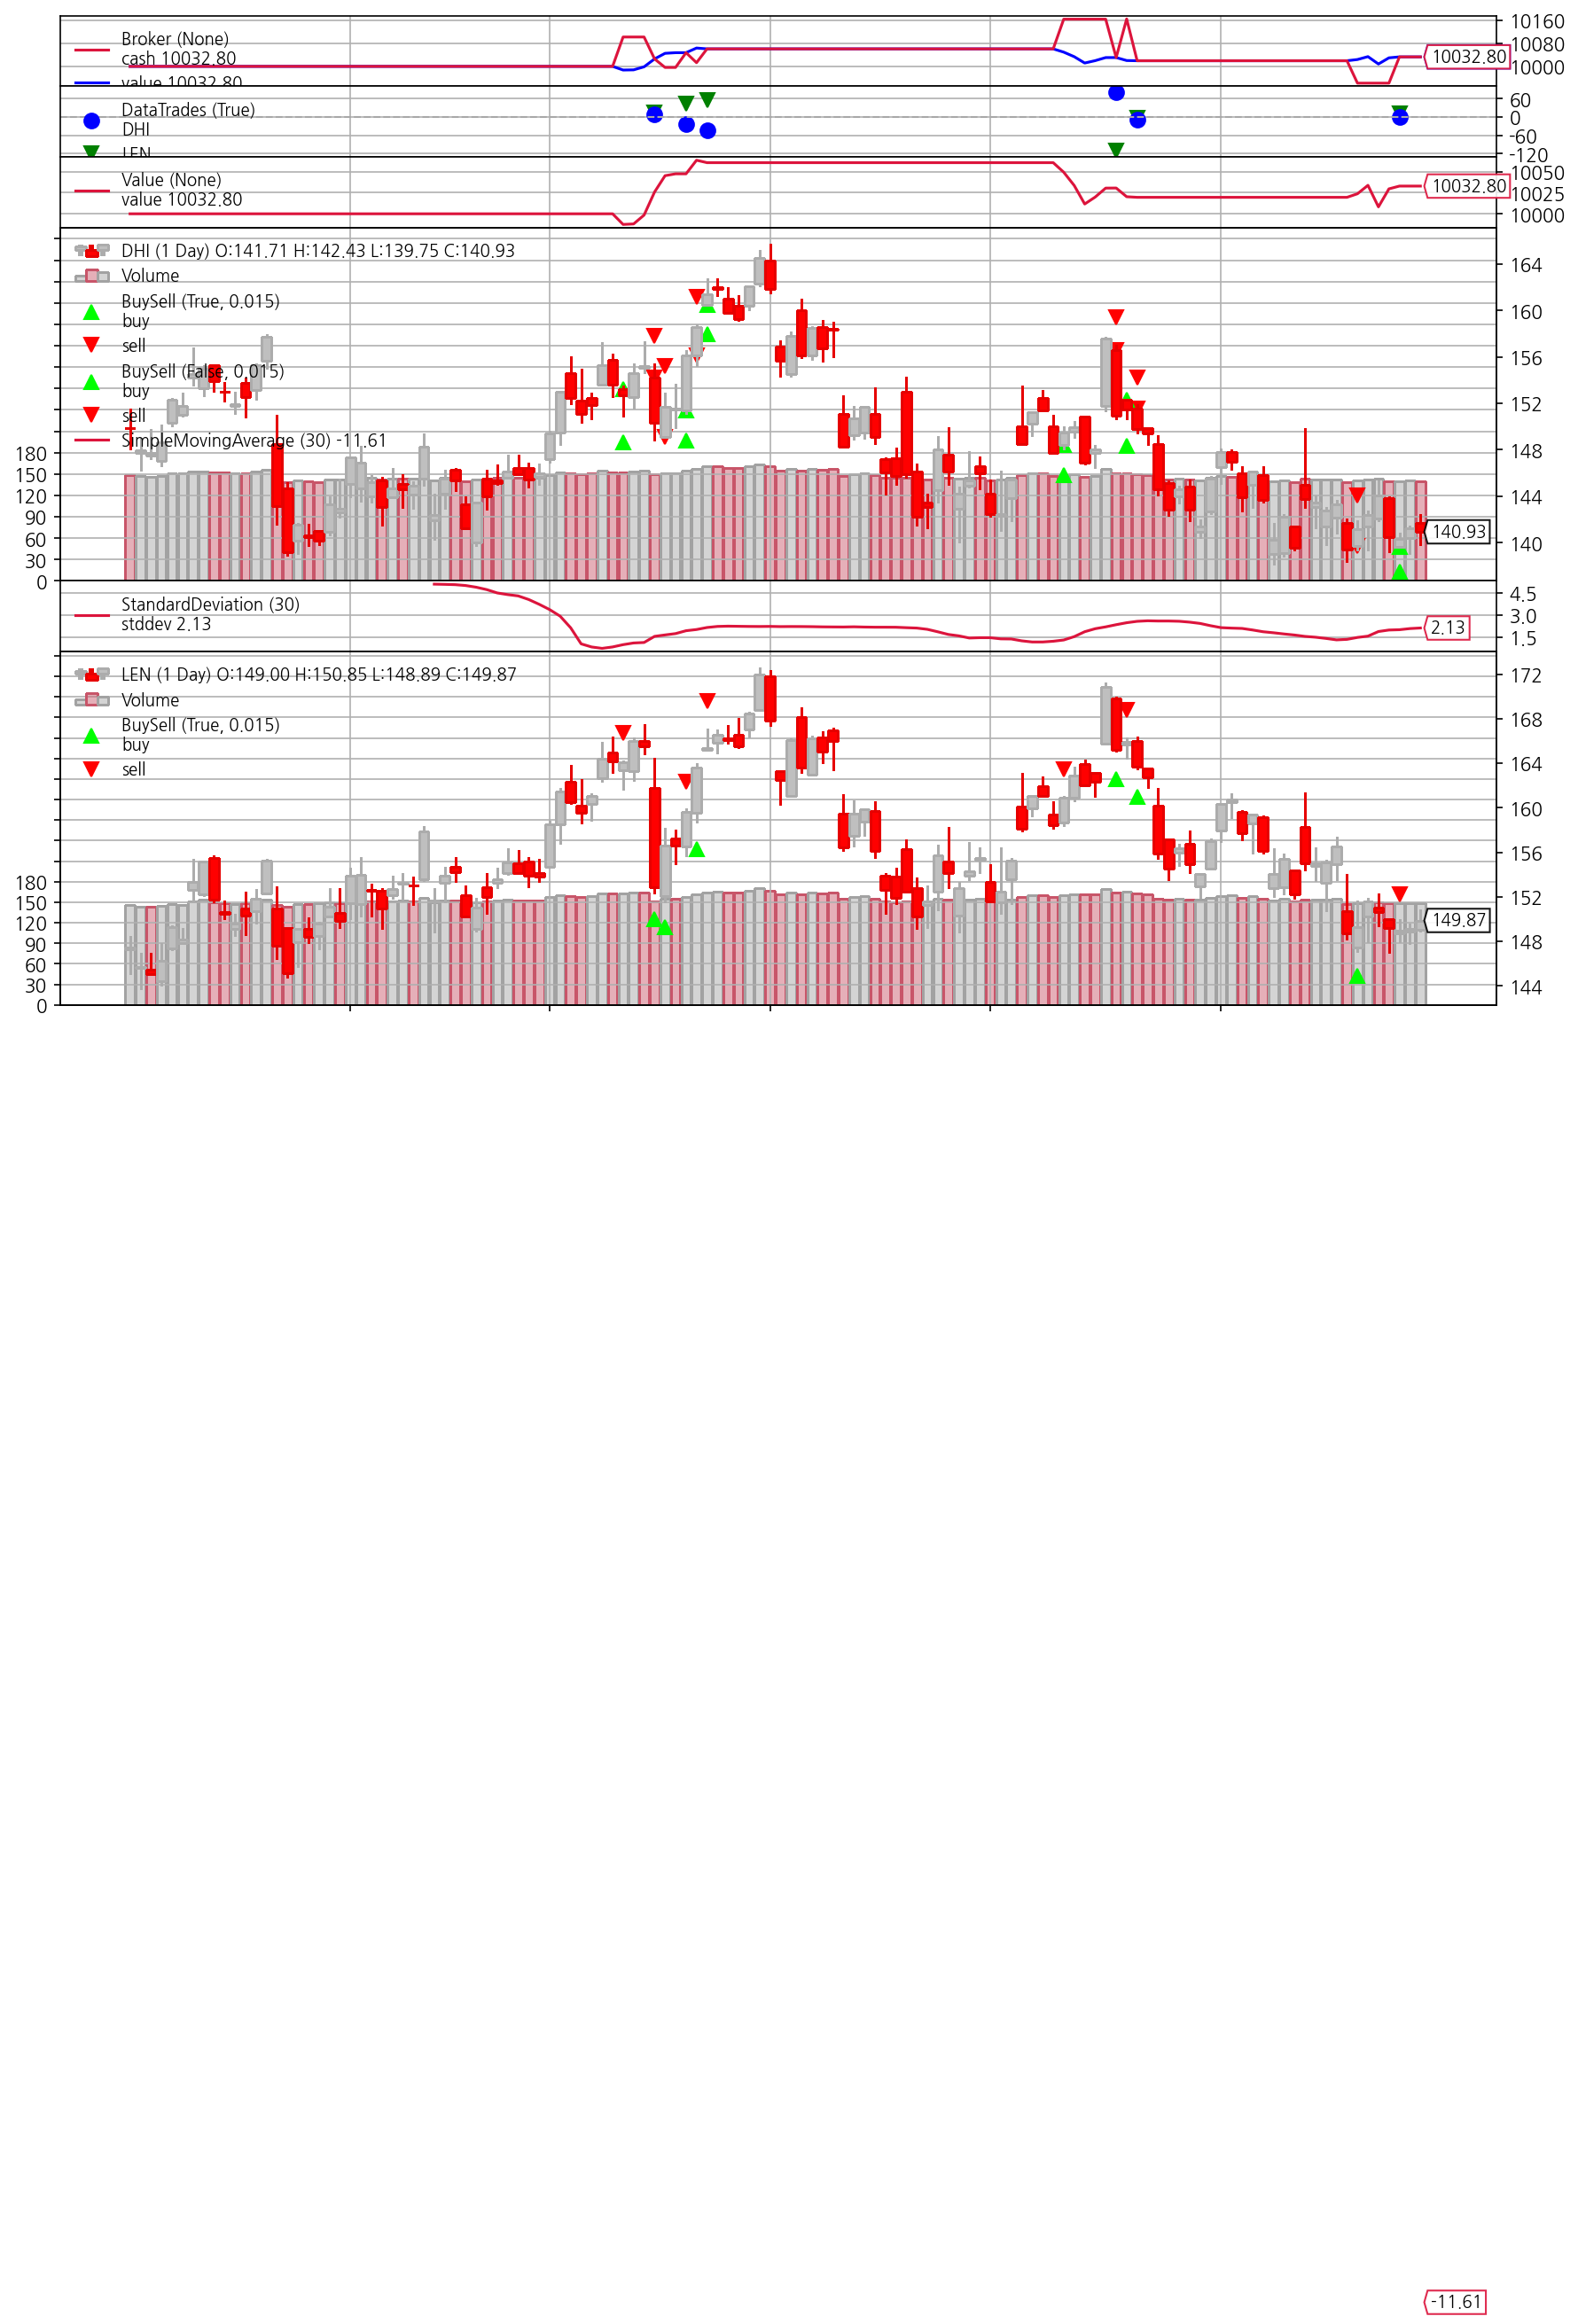 Broker (None)
cash 10032.80
value 10032.80
10160
10080
10000
10032.80
DataTrades (True)
DHI
LEN
60
0
-60
-120
Value (None)
value 10032.80
10050
10025
10000
10032.80
DHI (1 Day) O:141.71 H:142.43 L:139.75 C:140.93
Volume
BuySell (True, 0.015)
buy
sell
BuySell (False, 0.015)
buy
sell
SimpleMovingAverage (30) -11.61
180
150
120
90
60
30
0
164
160
156
152
148
144
140
140.93
StandardDeviation (30)
stddev 2.13
4.5
3.0
1.5
2.13
LEN (1 Day) O:149.00 H:150.85 L:148.89 C:149.87
Volume
BuySell (True, 0.015)
buy
sell
180
150
120
90
60
30
0
172
168
164
160
156
152
148
144
149.87
-11.61